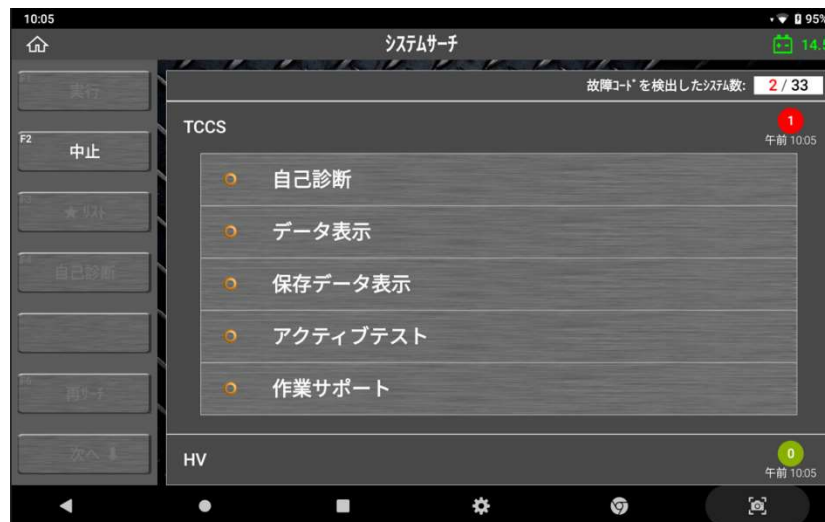 10:05
95%
システムサーチ
14.5
F1
実行
故障コードを検出したシステム数: 2 / 33
F2
中止
TCCS
1
午前 10:05
自己診断
★ リスト
データ表示
F4
自己診断
保存データ表示
アクティブテスト
作業サポート
F6
再サーチ
次へ
HV
0
午前 10:05